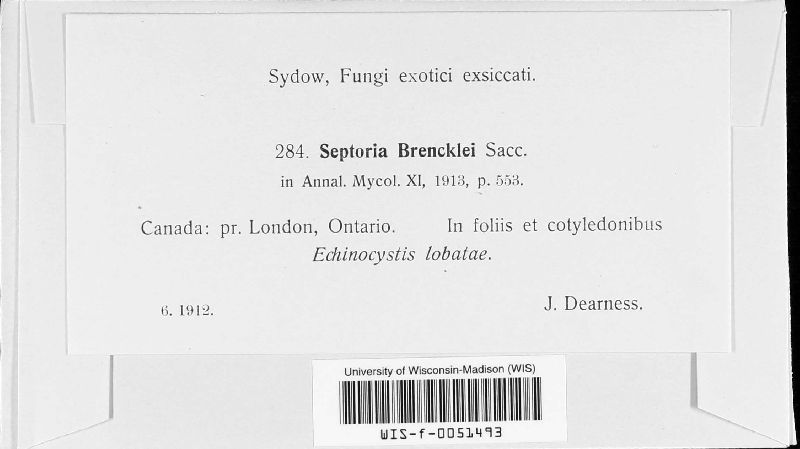 Sydow, Fungi exotici exsiccati.
284. Septoria Brencklei Sacc.
in Annal. Mycol. XI, 1913, p. 553.
Canada: pr. London, Ontario. In foliis et cotyledonibus
Echinocystis lobatae.
6. 1912.
J. Dearness.
University of Wisconsin-Madison (WIS)
WIS-f-0051493